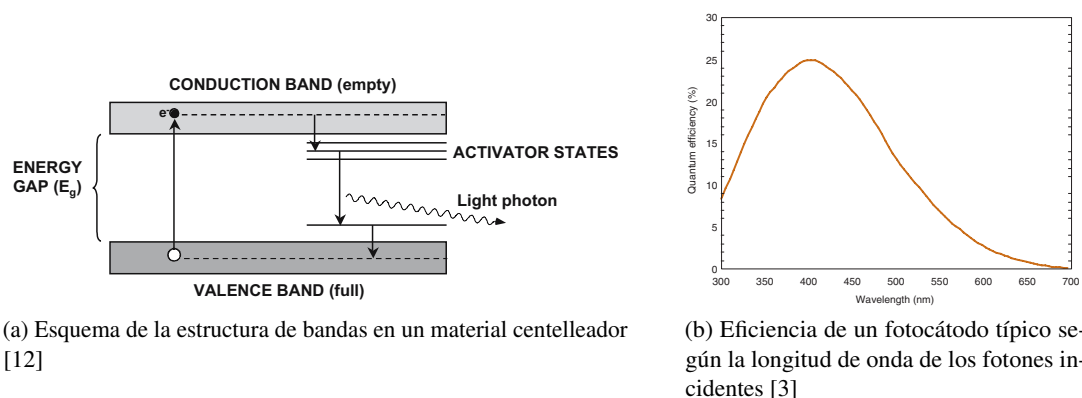 CONDUCTION BAND (empty)
e-
ENERGY
GAP (Eg)
ACTIVATOR STATES
Light photon
VALENCE BAND (full)
(a) Esquema de la estructura de bandas en un material centelleador
[12]
30
25
20
15
10
5
0
Quantum efficiency (%)
300 350 400 450 500 550 600 650 700
Wavelength (nm)
(b) Eficiencia de un fotocátodo típico se-
gún la longitud de onda de los fotones in-
cidentes [3]